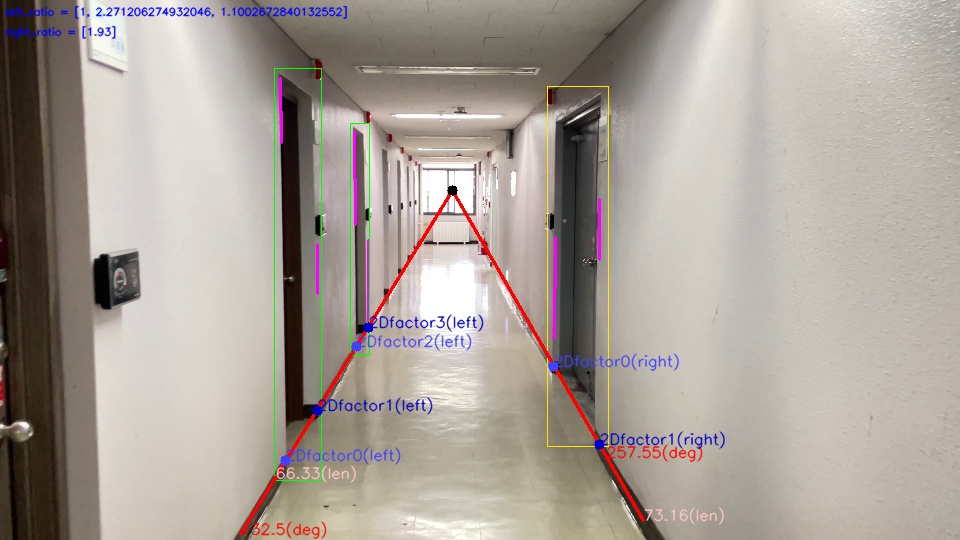 left_ratio = [1, 2.271206274932046, 1.1002672840132552]
right_ratio = [1.93]
2Dfactor3(left)
2Dfactor2(left)
2Dfactor0(right)
2Dfactor1(left)
2Dfactor1(right)
257.55(deg)
2Dfactor0(left)
66.33(len)
73.16(len)
32.5(deg)